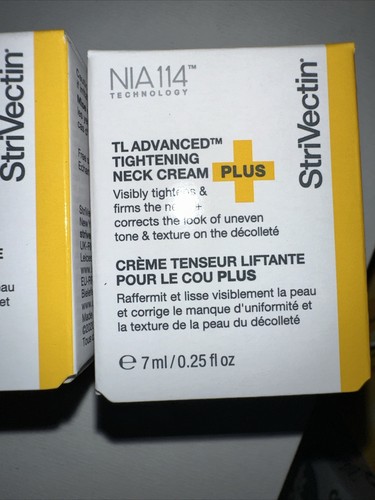 NIA114™
TECHNOLOGY
StriVectin
TL ADVANCED™
TIGHTENING
NECK CREAM PLUS
Visibly tightens &
firms the neck +
corrects the look of uneven
tone & texture on the décolleté
CRÈME TENSEUR LIFTANTE
POUR LE COU PLUS
Raffermit et lisse visiblement la peau
et corrige le manque d'uniformité et
la texture de la peau du décolleté
℮ 7 ml / 0.25 fl oz
StriVectin